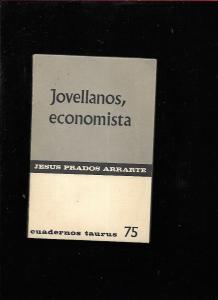 Jovellanos,
economista
JESUS PRADOS ARRARTE
cuadernos taurus 75